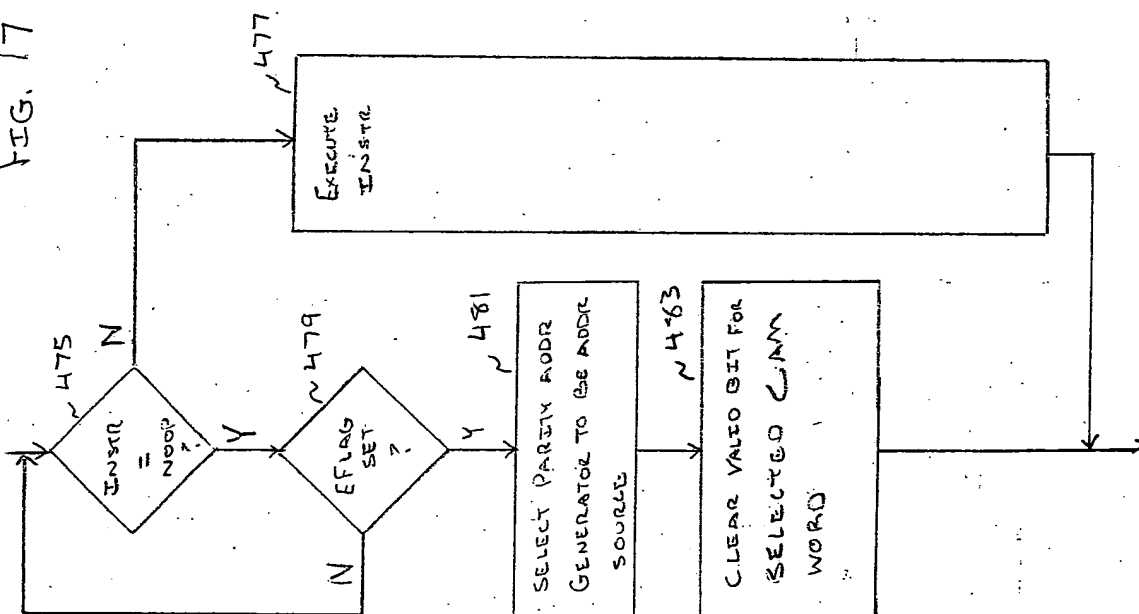 FIG. 17
475
INSTR
=
NOOP
?
N
Y
477
EXECUTE
INSTR
479
EFLAG
SET
?
N
Y
481
SELECT PARITY ADDR
GENERATOR TO BE ADDR
SOURCE
483
CLEAR VALID BIT FOR
SELECTED CAM
WORD